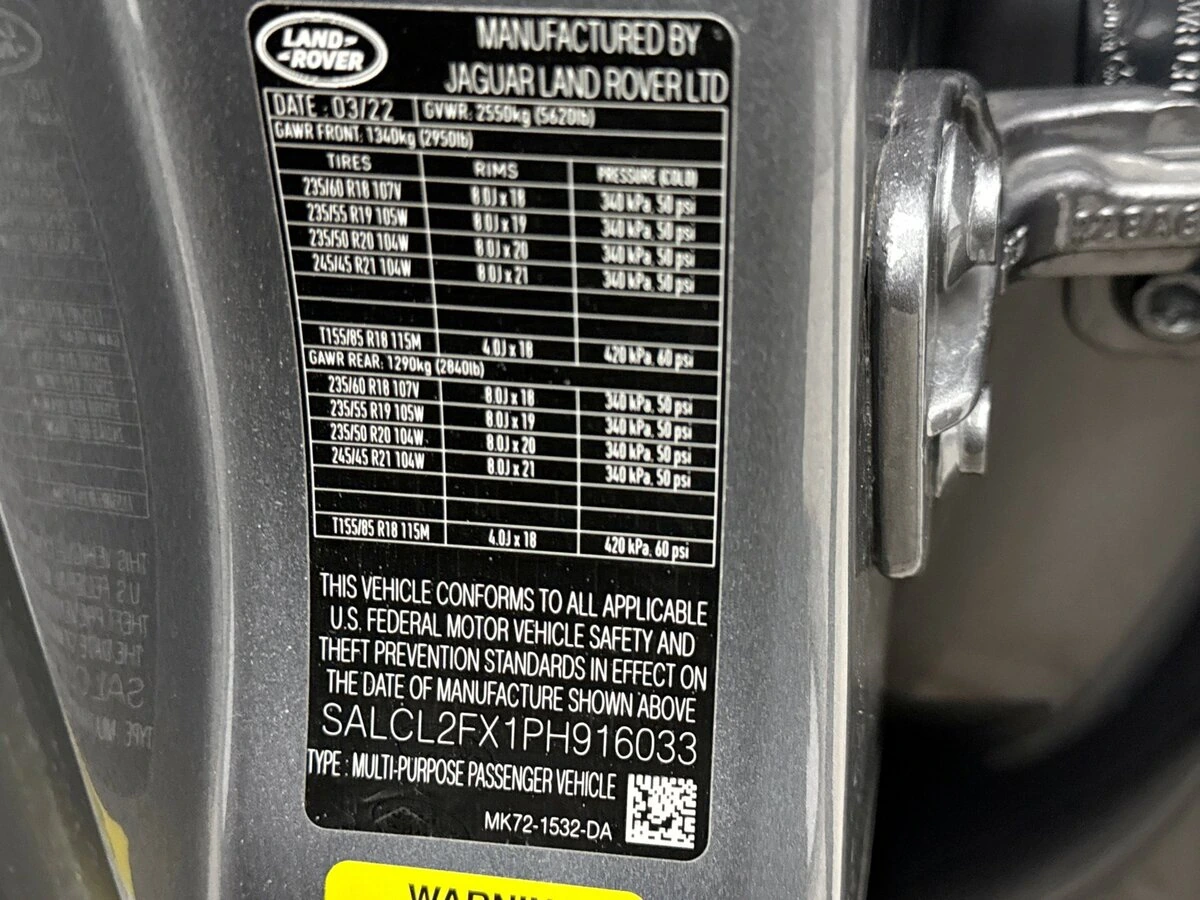 LAND-
-ROVER
MANUFACTURED BY
JAGUAR LAND ROVER LTD
DATE : 03/22 GVWR: 2550kg (5620lb)
GAWR FRONT: 1340kg (2950lb)
TIRES RIMS PRESSURE (COLD)
235/60 R18 107V 8.0J x 18 340 kPa, 50 psi
235/55 R19 105W 8.0J x 19 340 kPa, 50 psi
235/50 R20 104W 8.0J x 20 340 kPa, 50 psi
245/45 R21 104W 8.0J x 21 340 kPa, 50 psi
T155/85 R18 115M 4.0J x 18 420 kPa, 60 psi
GAWR REAR: 1290kg (2840lb)
235/60 R18 107V 8.0J x 18 340 kPa, 50 psi
235/55 R19 105W 8.0J x 19 340 kPa, 50 psi
235/50 R20 104W 8.0J x 20 340 kPa, 50 psi
245/45 R21 104W 8.0J x 21 340 kPa, 50 psi
T155/85 R18 115M 4.0J x 18 420 kPa, 60 psi
THIS VEHICLE CONFORMS TO ALL APPLICABLE
U.S. FEDERAL MOTOR VEHICLE SAFETY AND
THEFT PREVENTION STANDARDS IN EFFECT ON
THE DATE OF MANUFACTURE SHOWN ABOVE
SALCL2FX1PH916033
TYPE : MULTI-PURPOSE PASSENGER VEHICLE
MK72-1532-DA